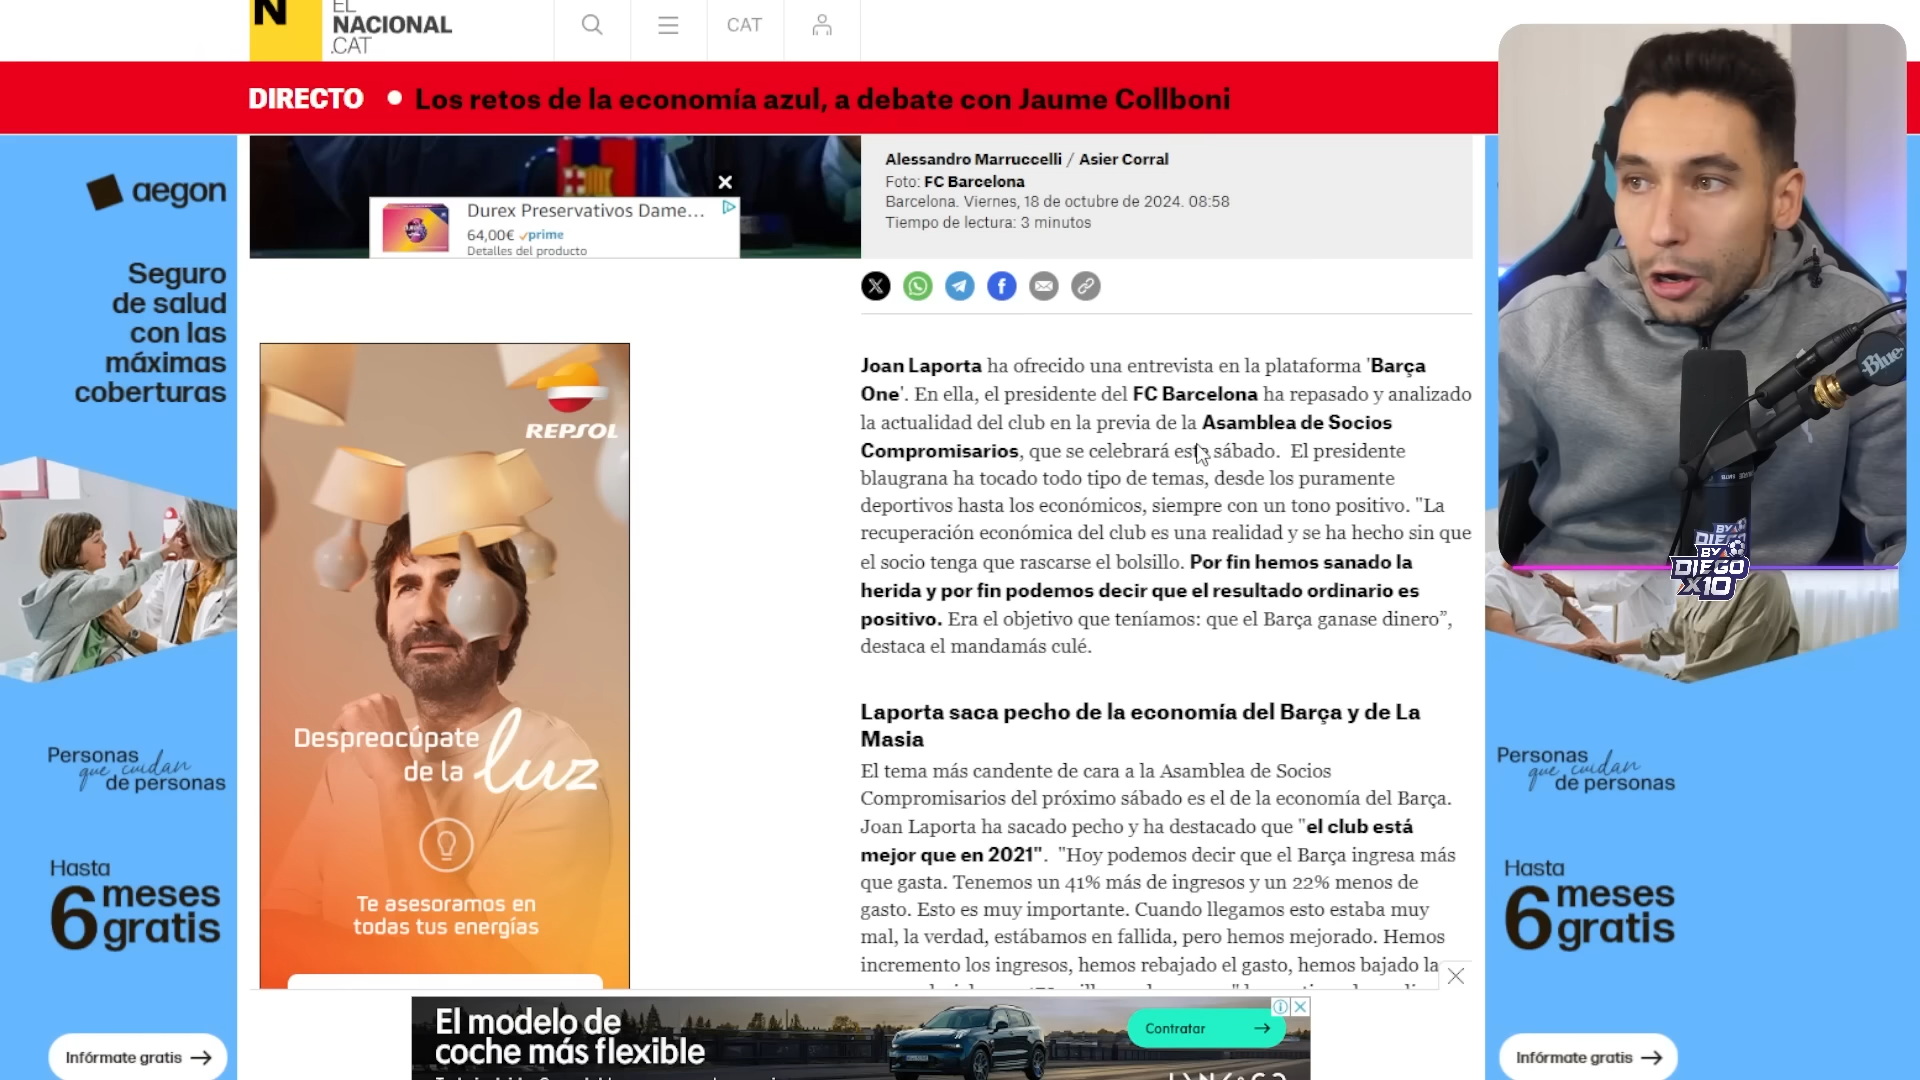 N
EL
NACIONAL
.CAT
CAT
DIRECTO
Los retos de la economía azul, a debate con Jaume Collboni
aegon
Seguro
de salud
con las
máximas
coberturas
Personas
que cuidan
de personas
Hasta
6 meses
gratis
Infórmate gratis
Durex Preservativos Dame...
64,00€ prime
Detalles del producto
Alessandro Marruccelli / Asier Corral
Foto: FC Barcelona
Barcelona. Viernes, 18 de octubre de 2024. 08:58
Tiempo de lectura: 3 minutos
REPSOL
Despreocúpate
de la luz
Te asesoramos en
todas tus energías
Joan Laporta ha ofrecido una entrevista en la plataforma 'Barça
One'. En ella, el presidente del FC Barcelona ha repasado y analizado
la actualidad del club en la previa de la Asamblea de Socios
Compromisarios, que se celebrará este sábado. El presidente
blaugrana ha tocado todo tipo de temas, desde los puramente
deportivos hasta los económicos, siempre con un tono positivo. "La
recuperación económica del club es una realidad y se ha hecho sin que
el socio tenga que rascarse el bolsillo. Por fin hemos sanado la
herida y por fin podemos decir que el resultado ordinario es
positivo. Era el objetivo que teníamos: que el Barça ganase dinero”,
destaca el mandamás culé.
Laporta saca pecho de la economía del Barça y de La
Masia
El tema más candente de cara a la Asamblea de Socios
Compromisarios del próximo sábado es el de la economía del Barça.
Joan Laporta ha sacado pecho y ha destacado que "el club está
mejor que en 2021". "Hoy podemos decir que el Barça ingresa más
que gasta. Tenemos un 41% más de ingresos y un 22% menos de
gasto. Esto es muy importante. Cuando llegamos esto estaba muy
mal, la verdad, estábamos en fallida, pero hemos mejorado. Hemos
incremento los ingresos, hemos rebajado el gasto, hemos bajado la
El modelo de
coche más flexible
Contratar
Blue
BY
DIEGO
BY
DIEGO
X10
Personas
que cuidan
de personas
Hasta
6 meses
gratis
Infórmate gratis